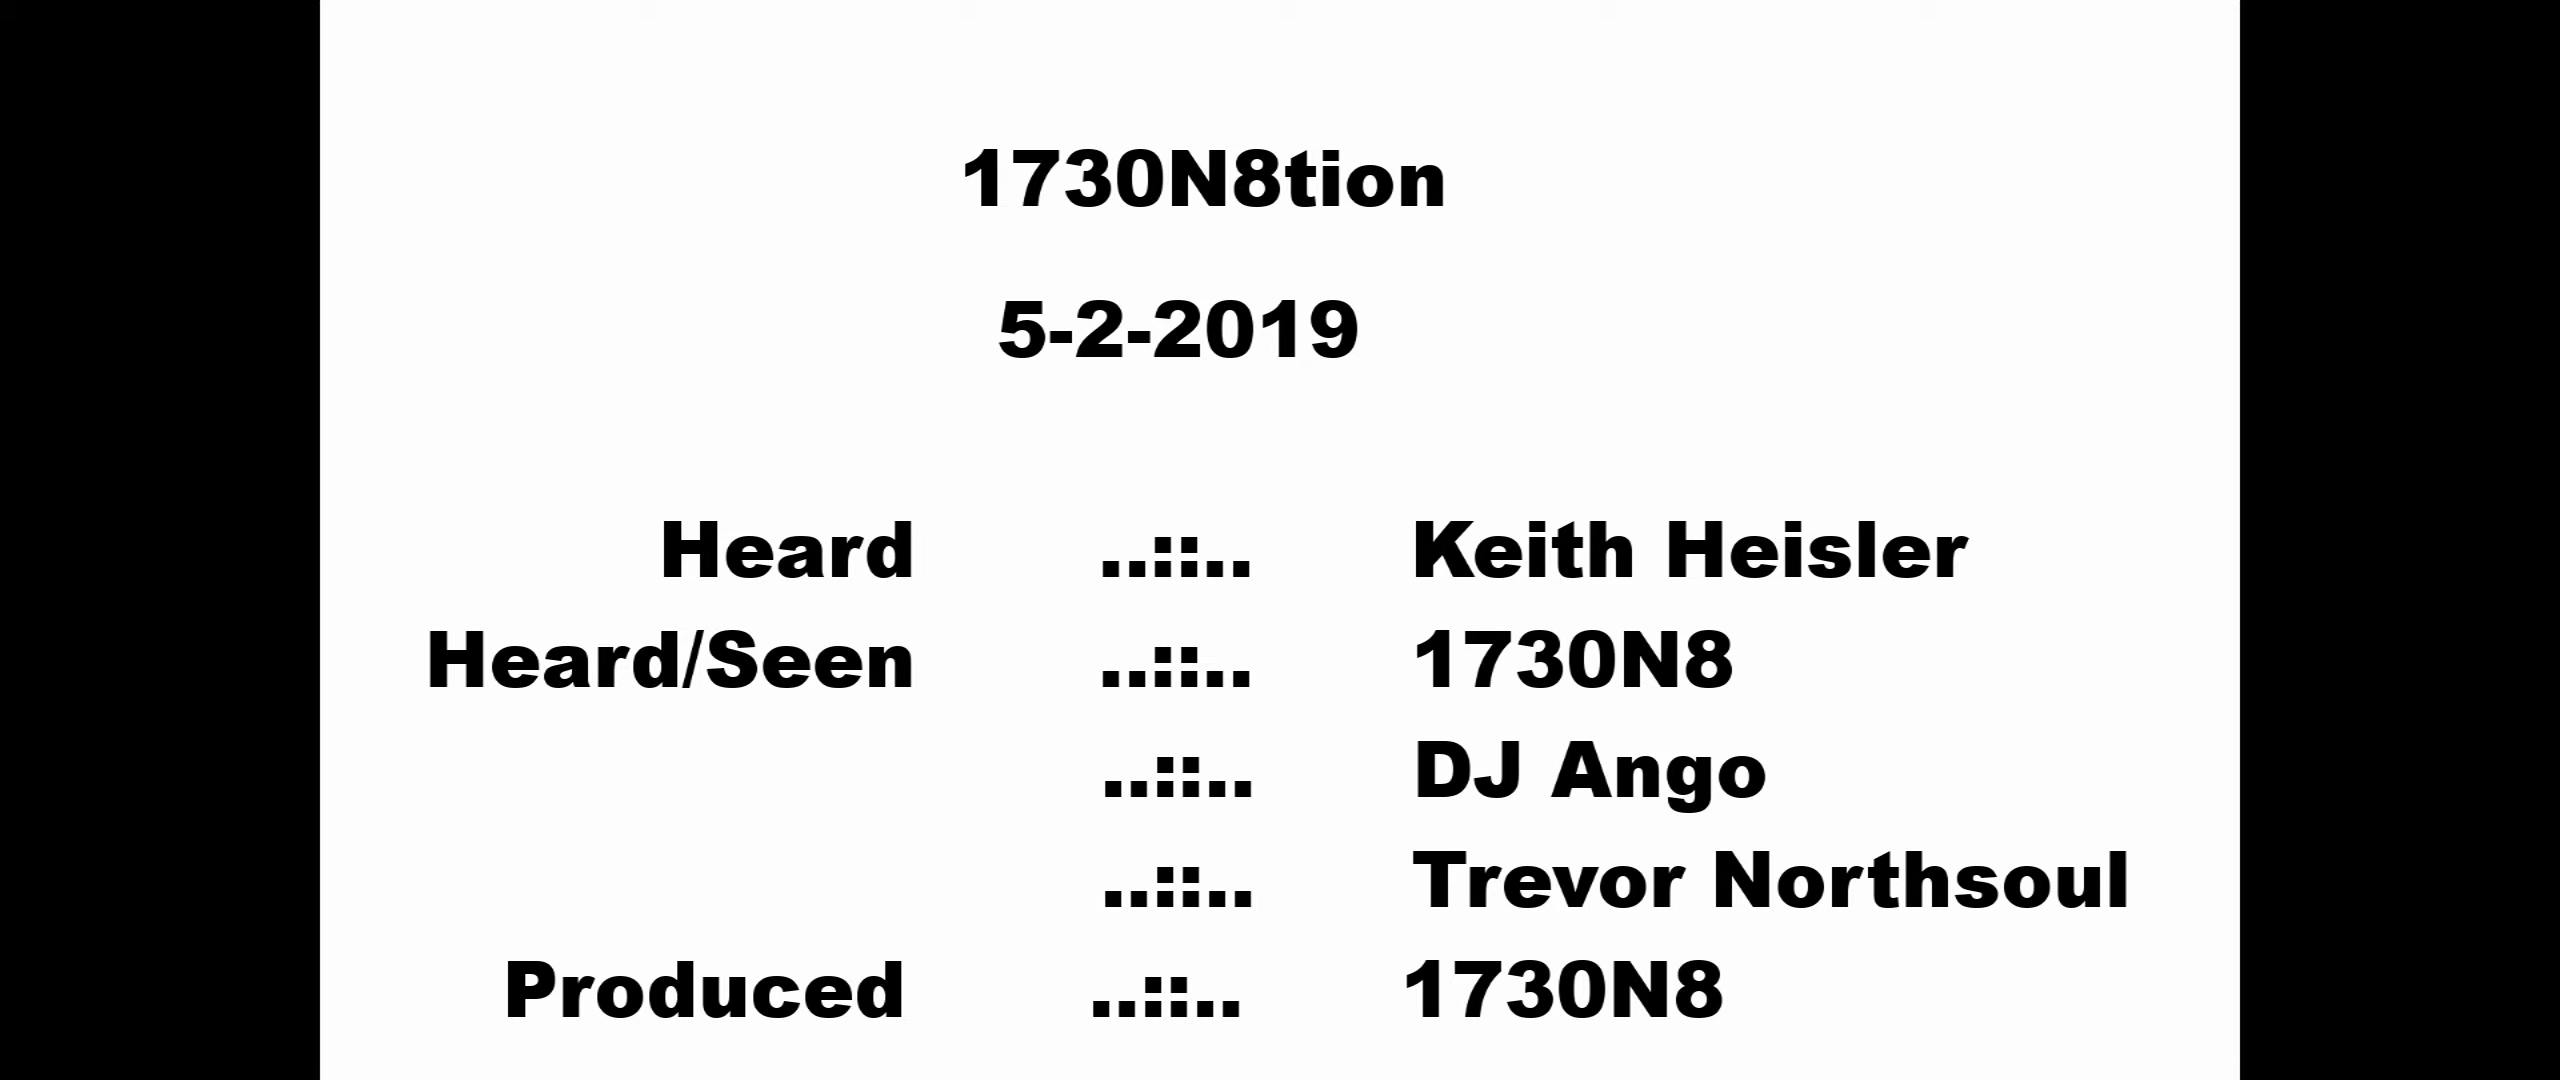 1730N8tion
5-2-2019
Heard ..::.. Keith Heisler
Heard/Seen ..::.. 1730N8
..::.. DJ Ango
..::.. Trevor Northsoul
Produced ..::.. 1730N8